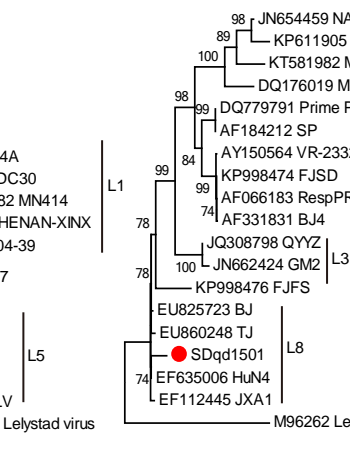 98
JN654459 NA
89
KP611905
100
KT581982
DQ176019 M
98
99
DQ779791 Prime P
AF184212 SP
4A
84
AY150564 VR-2332
DC30
99
KP998474 FJSD
L1
82 MN414
AF066183 RespPR
HENAN-XINX
74
AF331831 BJ4
04-39
99
78
JQ308798 QYYZ
L3
100
JN662424 GM2
7
78
KP998476 FJFS
EU825723 BJ
EU860248 TJ
L5
SDqd1501
L8
74
EF635006 HuN4
LV
EF112445 JXA1
Lelystad virus
M96262 Le